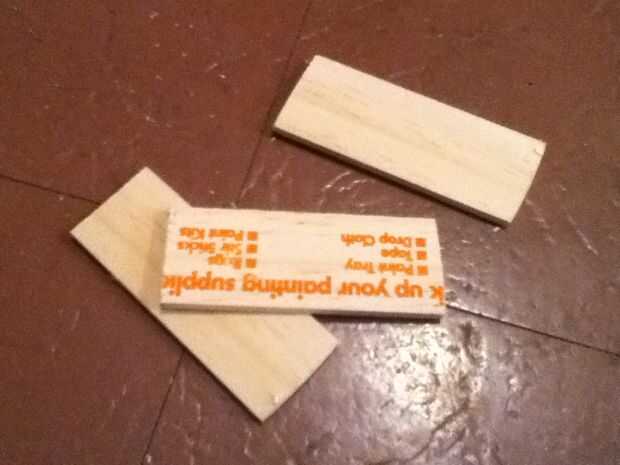 k up your painting supplie
■ Paint Tray ■ Rags
■ Tape ■ Stir Sticks
■ Drop Cloth ■ Paint Kits